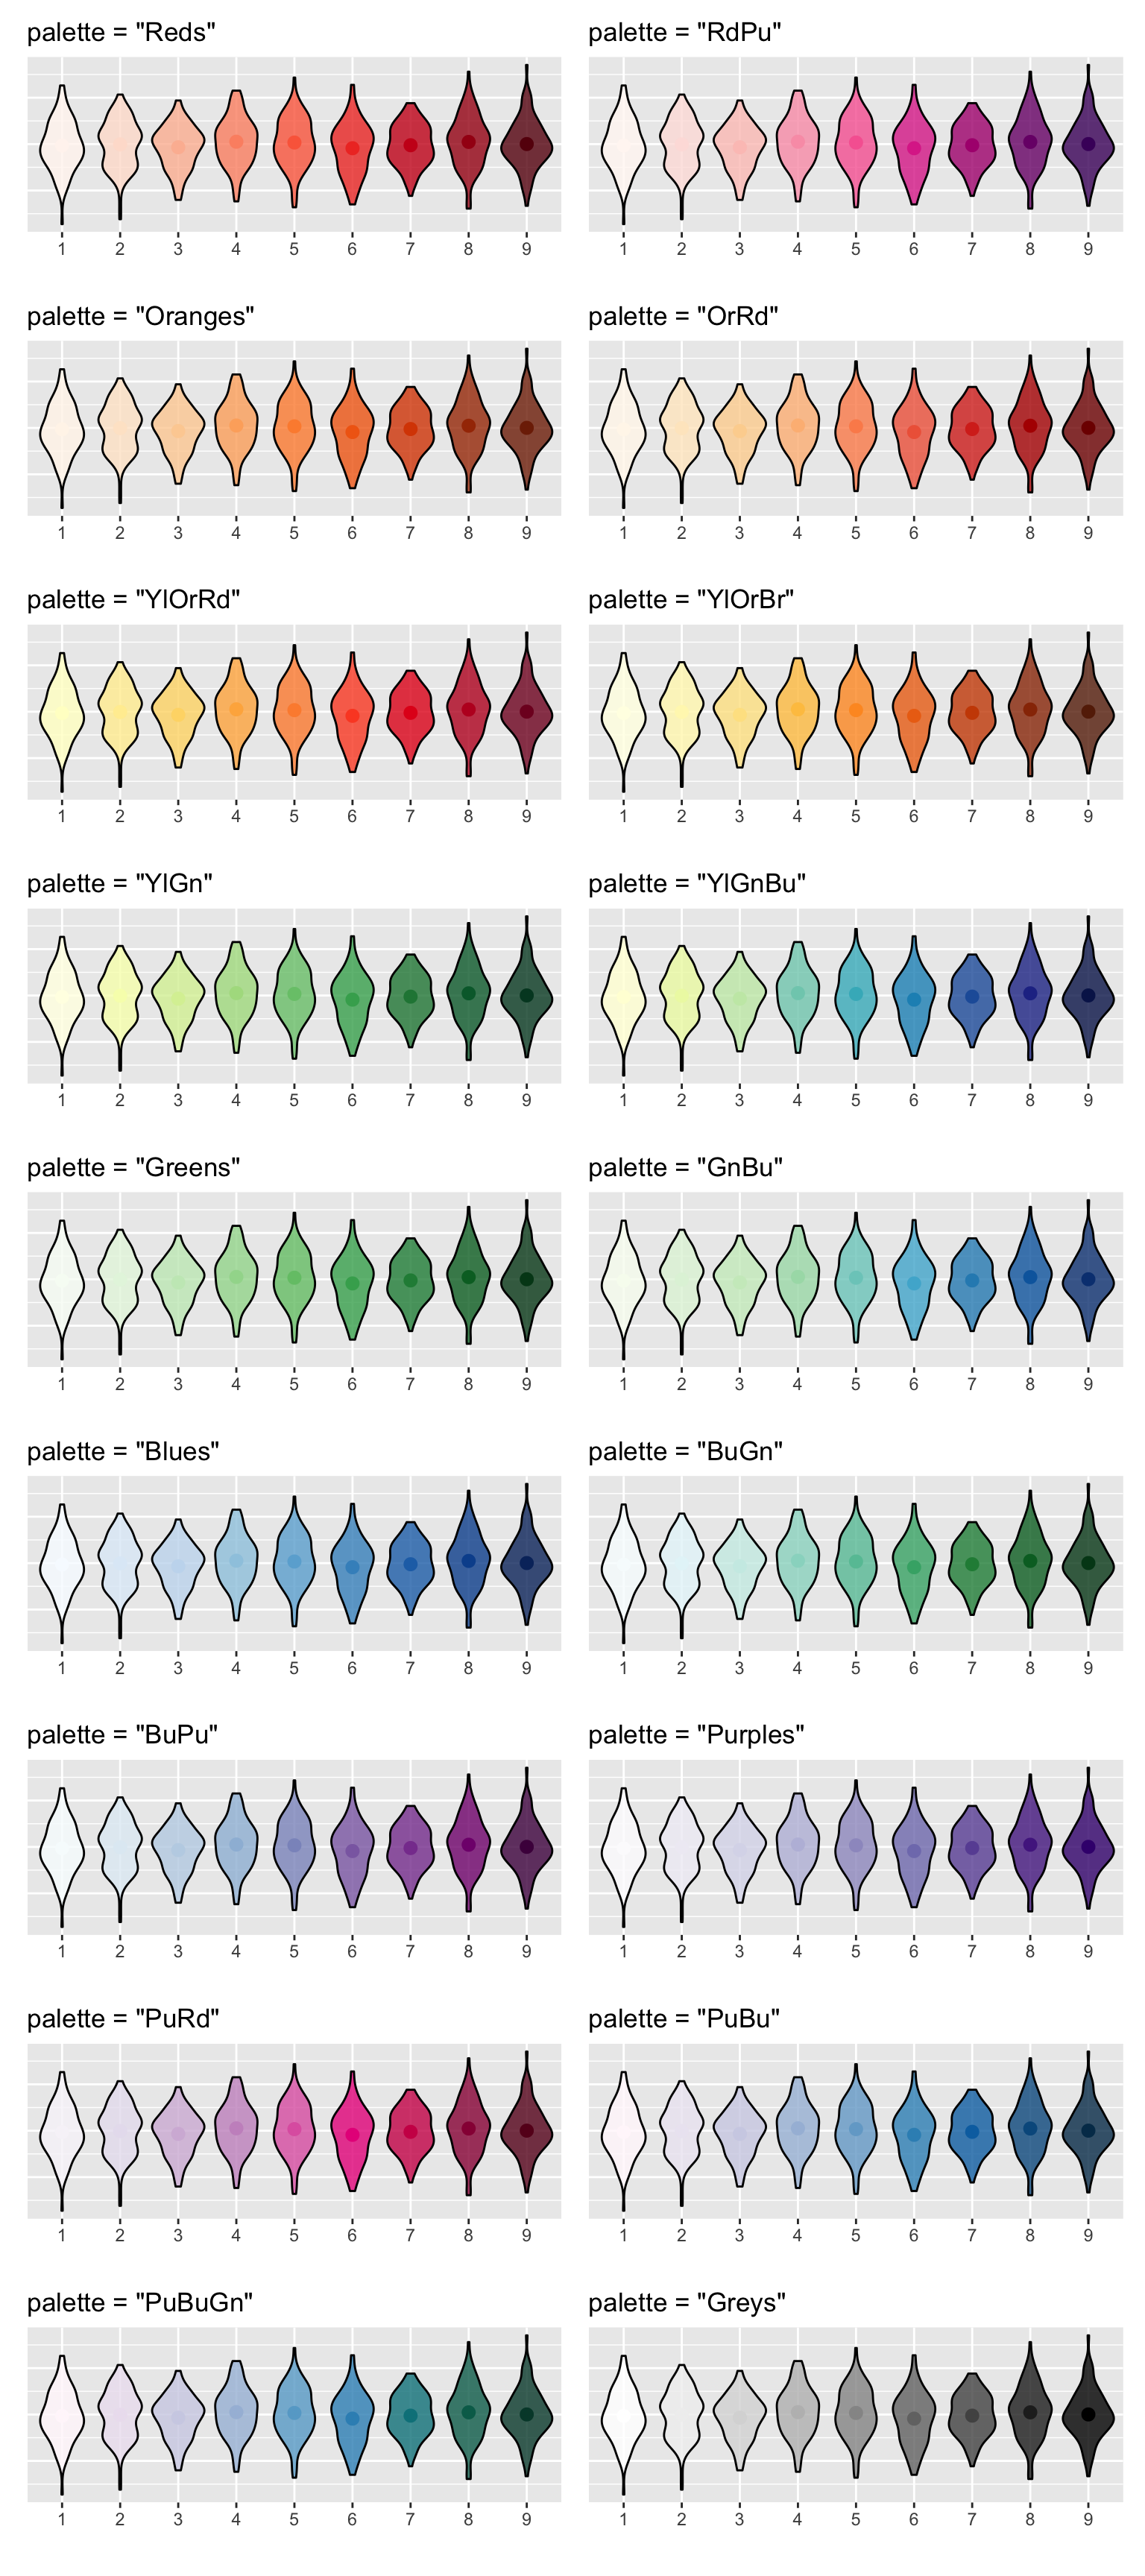 palette = "Reds"
palette = "RdPu"
1 2 3 4 5 6 7 8 9
1 2 3 4 5 6 7 8 9
palette = "Oranges"
palette = "OrRd"
1 2 3 4 5 6 7 8 9
1 2 3 4 5 6 7 8 9
palette = "YlOrRd"
palette = "YlOrBr"
1 2 3 4 5 6 7 8 9
1 2 3 4 5 6 7 8 9
palette = "YlGn"
palette = "YlGnBu"
1 2 3 4 5 6 7 8 9
1 2 3 4 5 6 7 8 9
palette = "Greens"
palette = "GnBu"
1 2 3 4 5 6 7 8 9
1 2 3 4 5 6 7 8 9
palette = "Blues"
palette = "BuGn"
1 2 3 4 5 6 7 8 9
1 2 3 4 5 6 7 8 9
palette = "BuPu"
palette = "Purples"
1 2 3 4 5 6 7 8 9
1 2 3 4 5 6 7 8 9
palette = "PuRd"
palette = "PuBu"
1 2 3 4 5 6 7 8 9
1 2 3 4 5 6 7 8 9
palette = "PuBuGn"
palette = "Greys"
1 2 3 4 5 6 7 8 9
1 2 3 4 5 6 7 8 9